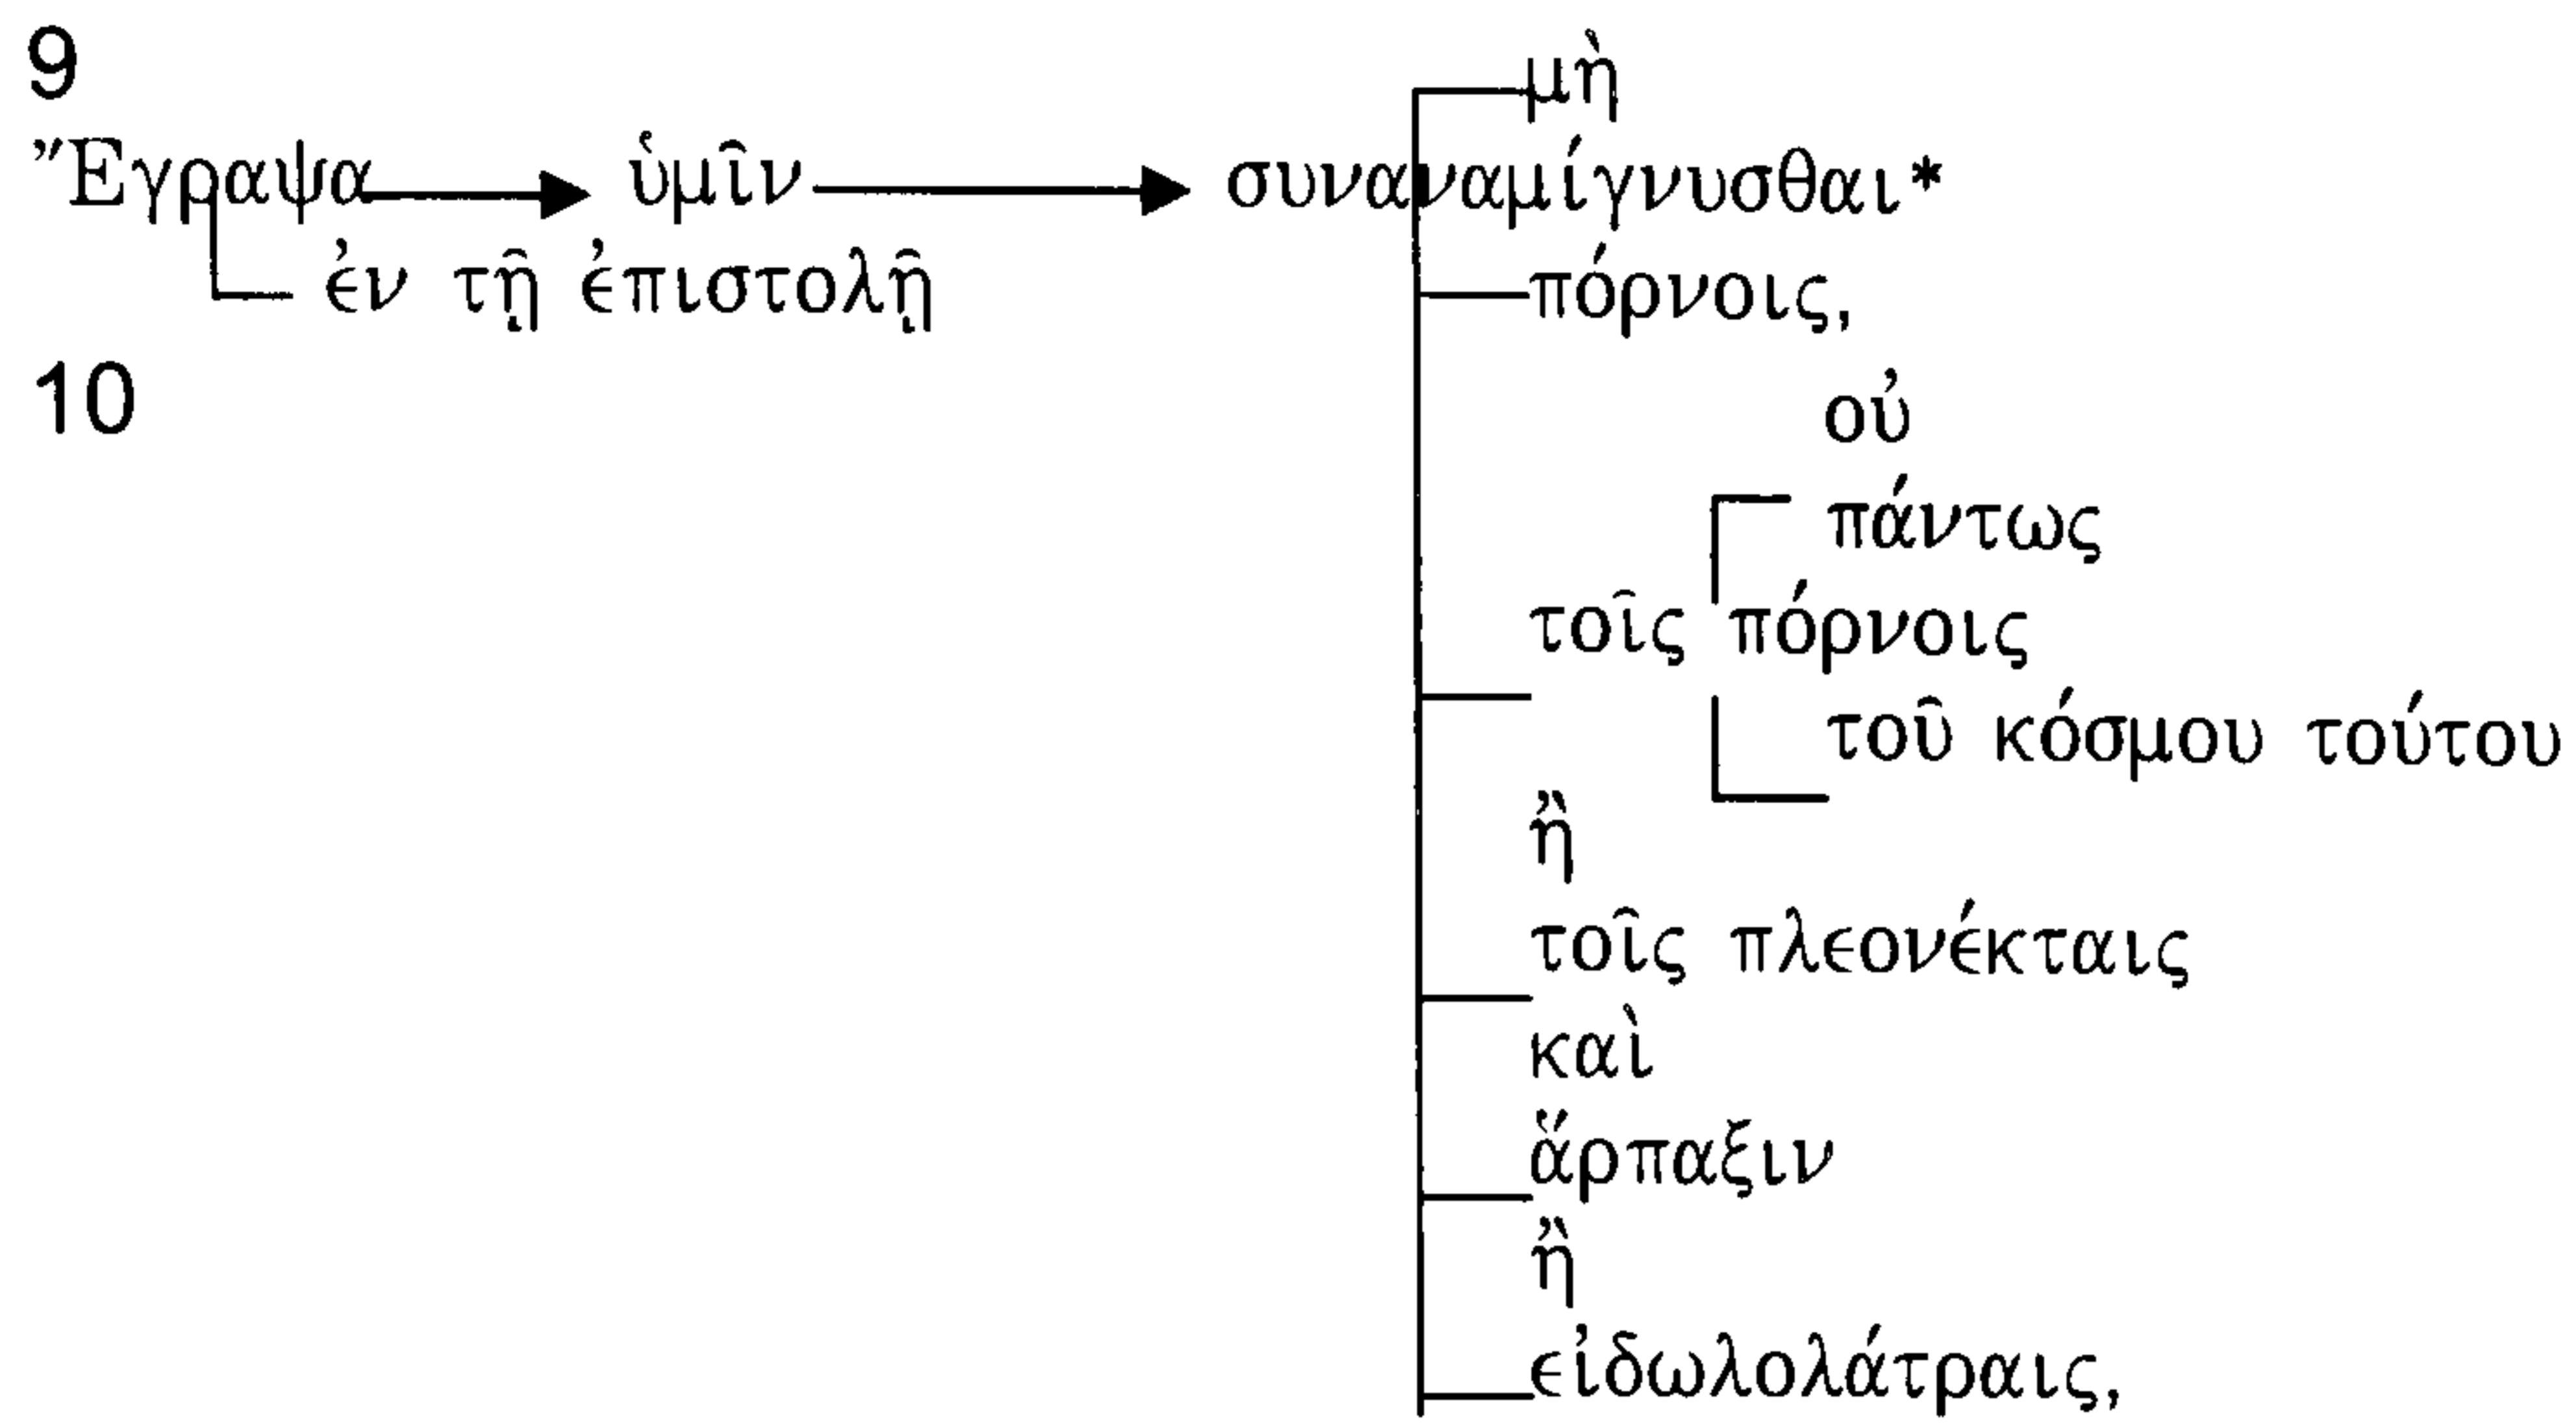 9
μὴ
Ἔγραψα ὑμῖν συναναμίγνυσθαι*
ἐν τῇ ἐπιστολῇ πόρνοις,
10
οὐ
πάντως
τοῖς πόρνοις
τοῦ κόσμου τούτου
ἢ
τοῖς πλεονέκταις
καὶ
ἅρπαξιν
ἢ
εἰδωλολάτραις,